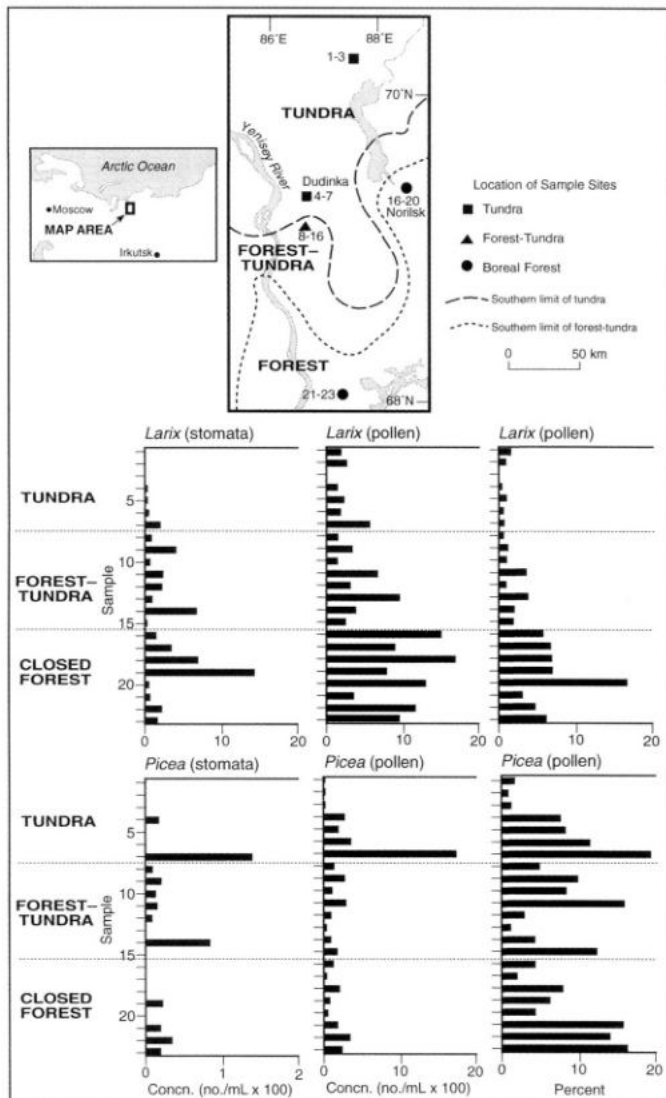 86°E 88°E
1-3
70°N
TUNDRA
Yenisey River
Arctic Ocean
Moscow
MAP AREA
Irkutsk
Dudinka
4-7
16-20
Norilsk
8-16
FOREST–
TUNDRA
FOREST
21-23
68°N
Location of Sample Sites
Tundra
Forest-Tundra
Boreal Forest
Southern limit of tundra
Southern limit of forest-tundra
0 50 km
Larix (stomata) Larix (pollen) Larix (pollen)
TUNDRA
5
FOREST–
TUNDRA
Sample
10
15
CLOSED
FOREST
20
0 10 20 0 10 20 0 10 20
Picea (stomata) Picea (pollen) Picea (pollen)
TUNDRA
5
FOREST–
TUNDRA
Sample
10
15
CLOSED
FOREST
20
0 1 2 0 10 20 0 10 20
Concn. (no./mL x 100) Concn. (no./mL x 100) Percent